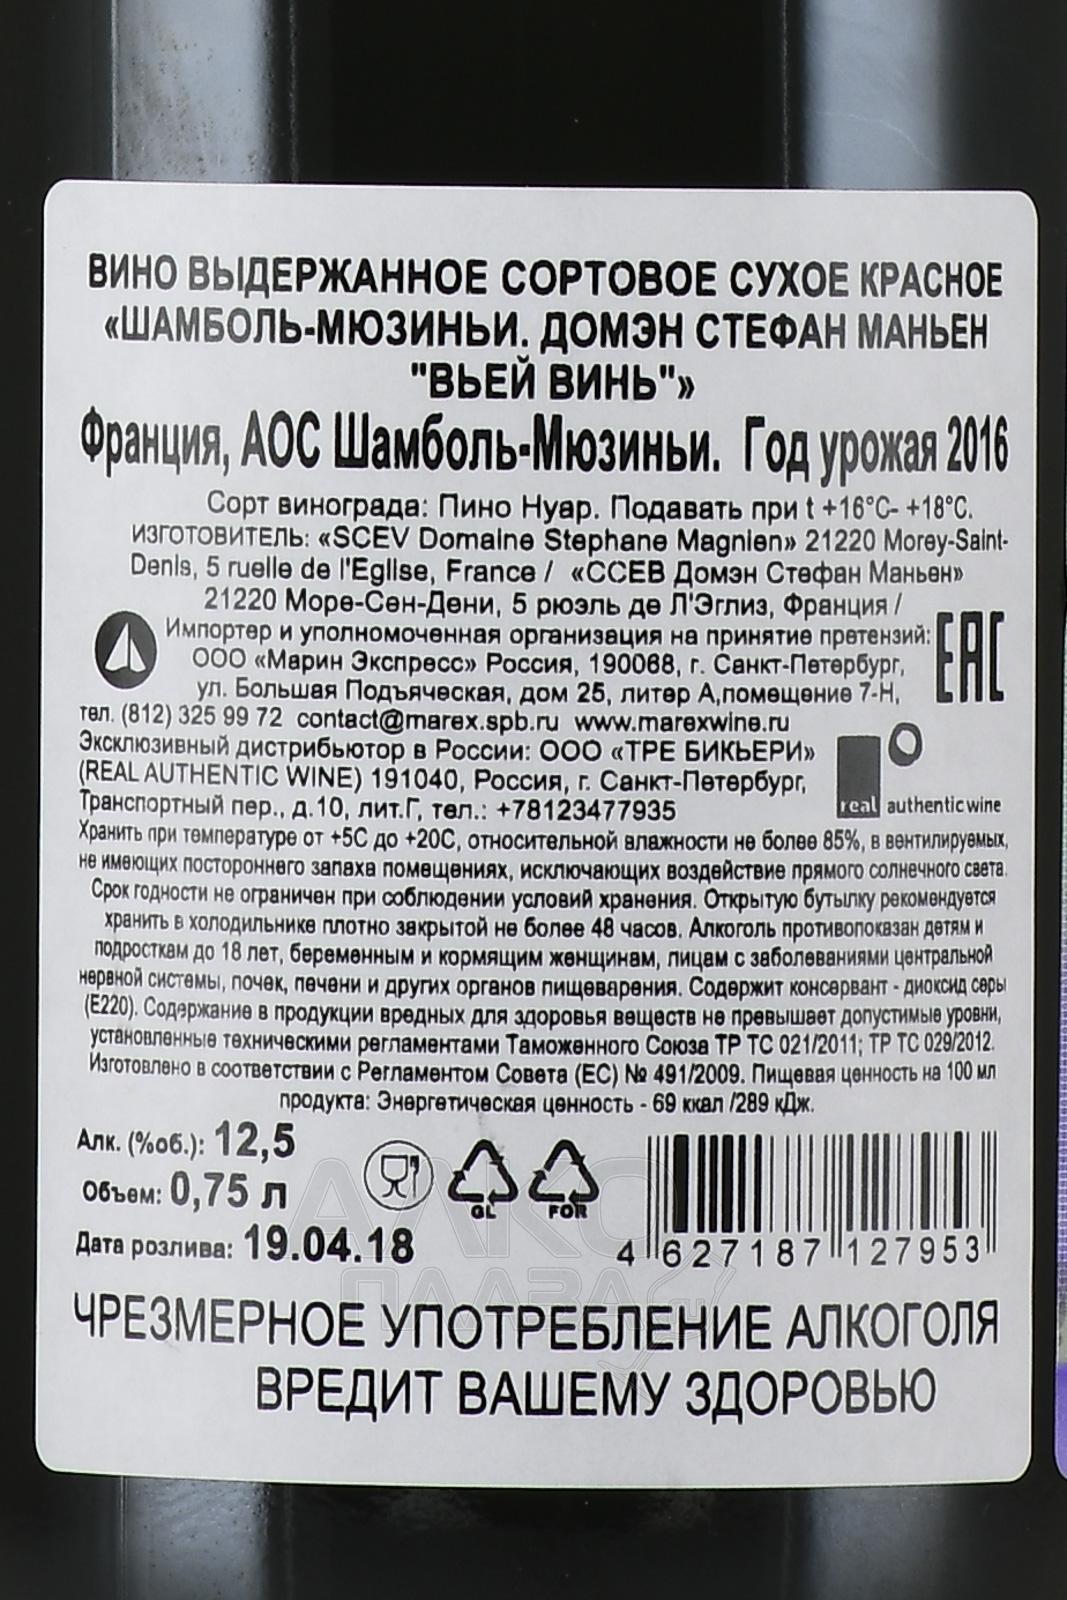 ВИНО ВЫДЕРЖАННОЕ СОРТОВОЕ СУХОЕ КРАСНОЕ
«ШАМБОЛЬ-МЮЗИНЬИ. ДОМЭН СТЕФАН МАНЬЕН
"ВЬЕЙ ВИНЬ"»
Франция, АОС Шамболь-Мюзиньи. Год урожая 2016
Сорт винограда: Пино Нуар. Подавать при t +16°С- +18°С.
ИЗГОТОВИТЕЛЬ: «SCEV Domaine Stephane Magnien» 21220 Morey-Saint-
Denis, 5 ruelle de l'Eglise, France / «ССЕВ Домэн Стефан Маньен»
21220 Море-Сен-Дени, 5 рюэль де Л'Эглиз, Франция /
Импортер и уполномоченная организация на принятие претензий:
ООО «Марин Экспресс» Россия, 190068, г. Санкт-Петербург,
ул. Большая Подъяческая, дом 25, литер А,помещение 7-Н,
EAC
тел. (812) 325 99 72 contact@marex.spb.ru www.marexwine.ru
Эксклюзивный дистрибьютор в России: ООО «ТРЕ БИКЬЕРИ»
(REAL AUTHENTIC WINE) 191040, Россия, г. Санкт-Петербург,
Транспортный пер., д.10, лит.Г, тел.: +78123477935
real authentic wine
Хранить при температуре от +5С до +20С, относительной влажности не более 85%, в вентилируемых,
не имеющих постороннего запаха помещениях, исключающих воздействие прямого солнечного света.
Срок годности не ограничен при соблюдении условий хранения. Открытую бутылку рекомендуется
хранить в холодильнике плотно закрытой не более 48 часов. Алкоголь противопоказан детям и
подросткам до 18 лет, беременным и кормящим женщинам, лицам с заболеваниями центральной
нервной системы, почек, печени и других органов пищеварения. Содержит консервант - диоксид серы
(Е220). Содержание в продукции вредных для здоровья веществ не превышает допустимые уровни,
установленные техническими регламентами Таможенного Союза ТР ТС 021/2011; ТР ТС 029/2012.
Изготовлено в соответствии с Регламентом Совета (ЕС) № 491/2009. Пищевая ценность на 100 мл
продукта: Энергетическая ценность - 69 ккал /289 кДж.
Алк. (%об.): 12,5
Объем: 0,75 л
Дата розлива: 19.04.18
GL
FOR
4 627187 127953
АЛКО
ПЛАЗА.ru
ЧРЕЗМЕРНОЕ УПОТРЕБЛЕНИЕ АЛКОГОЛЯ
ВРЕДИТ ВАШЕМУ ЗДОРОВЬЮ